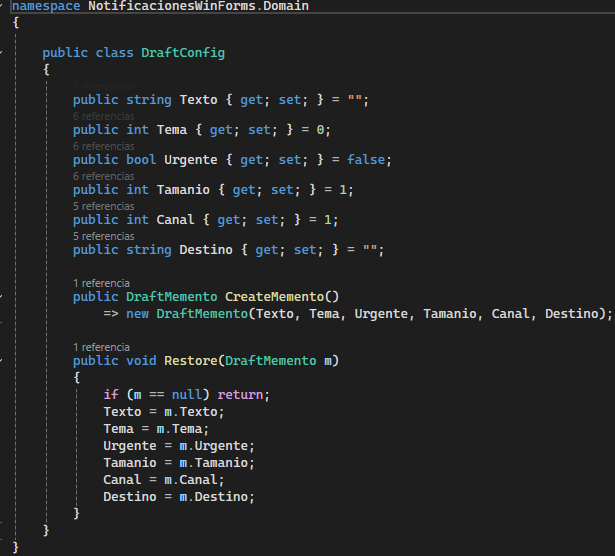 namespace NotificacionesWinForms.Domain
{
public class DraftConfig
{
public string Texto { get; set; } = "";
6 referencias
public int Tema { get; set; } = 0;
6 referencias
public bool Urgente { get; set; } = false;
6 referencias
public int Tamanio { get; set; } = 1;
5 referencias
public int Canal { get; set; } = 1;
5 referencias
public string Destino { get; set; } = "";
1 referencia
public DraftMemento CreateMemento()
=> new DraftMemento(Texto, Tema, Urgente, Tamanio, Canal, Destino);
1 referencia
public void Restore(DraftMemento m)
{
if (m == null) return;
Texto = m.Texto;
Tema = m.Tema;
Urgente = m.Urgente;
Tamanio = m.Tamanio;
Canal = m.Canal;
Destino = m.Destino;
}
}
}